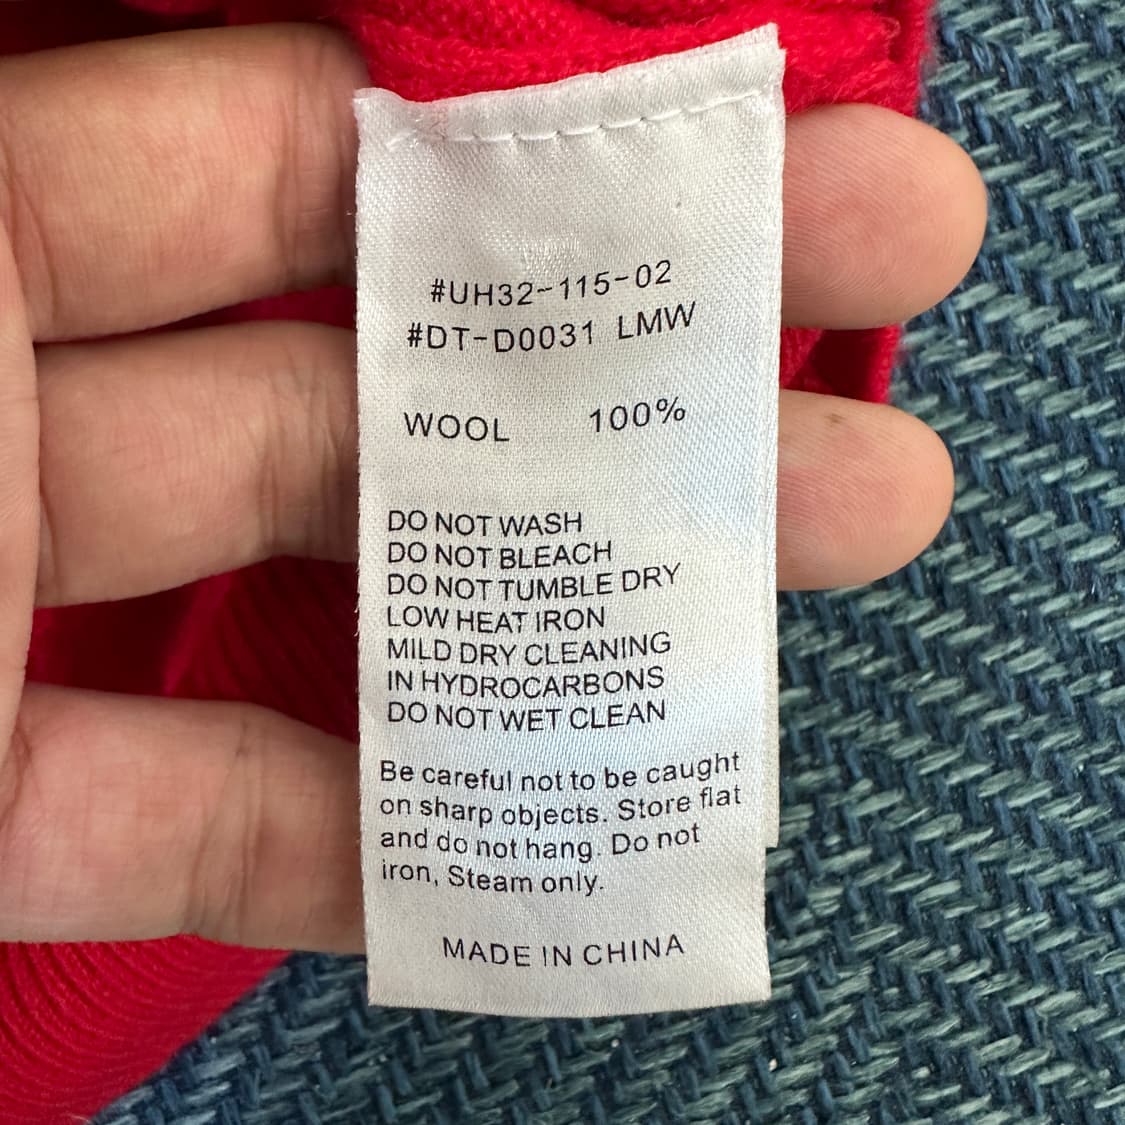 #UH32-115-02
#DT-D0031 LMW
WOOL 100%
DO NOT WASH
DO NOT BLEACH
DO NOT TUMBLE DRY
LOW HEAT IRON
MILD DRY CLEANING
IN HYDROCARBONS
DO NOT WET CLEAN
Be careful not to be caught
on sharp objects. Store flat
and do not hang. Do not
iron, Steam only.
MADE IN CHINA